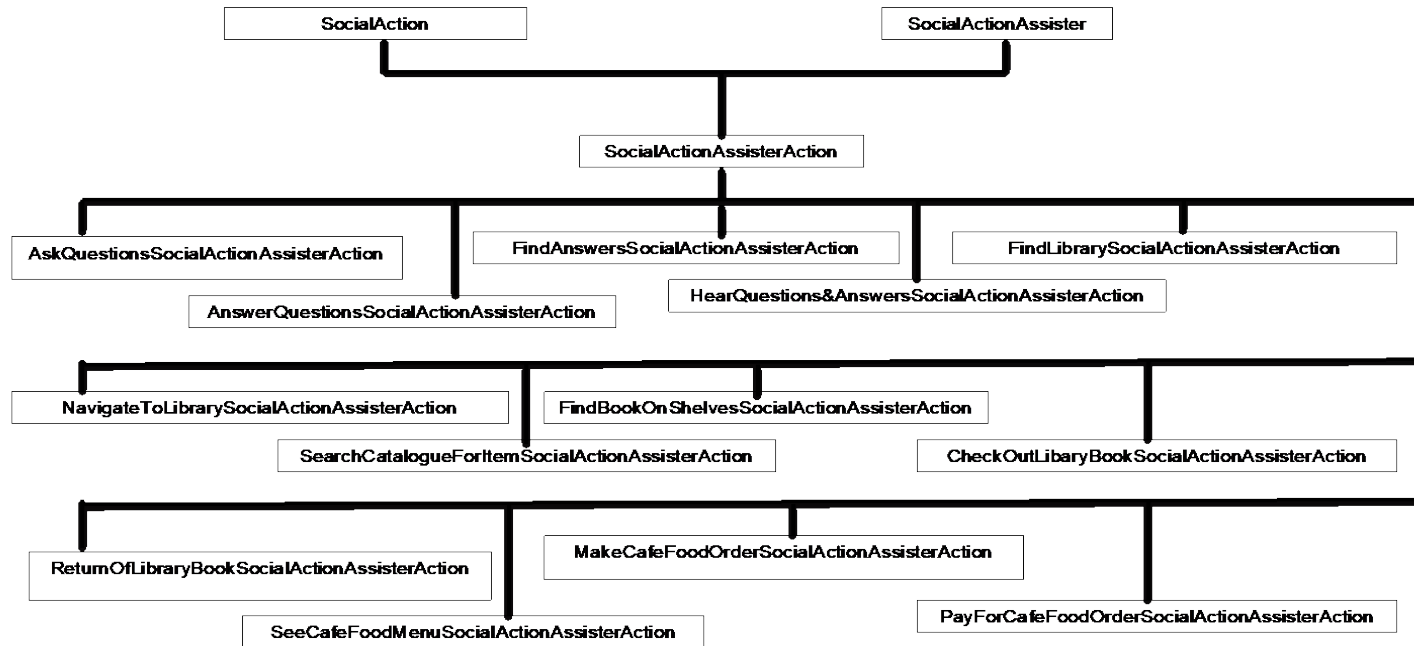 SocialAction
SocialActionAssister
SocialActionAssisterAction
AskQuestionsSocialActionAssisterAction
FindAnswersSocialActionAssisterAction
FindLibrarySocialActionAssisterAction
AnswerQuestionsSocialActionAssisterAction
HearQuestions&AnswersSocialActionAssisterAction
NavigateToLibrarySocialActionAssisterAction
FindBookOnShelvesSocialActionAssisterAction
SearchCatalogueForItemSocialActionAssisterAction
CheckOutLibaryBookSocialActionAssisterAction
ReturnOfLibraryBookSocialActionAssisterAction
MakeCafeFoodOrderSocialActionAssisterAction
SeeCafeFoodMenuSocialActionAssisterAction
PayForCafeFoodOrderSocialActionAssisterAction